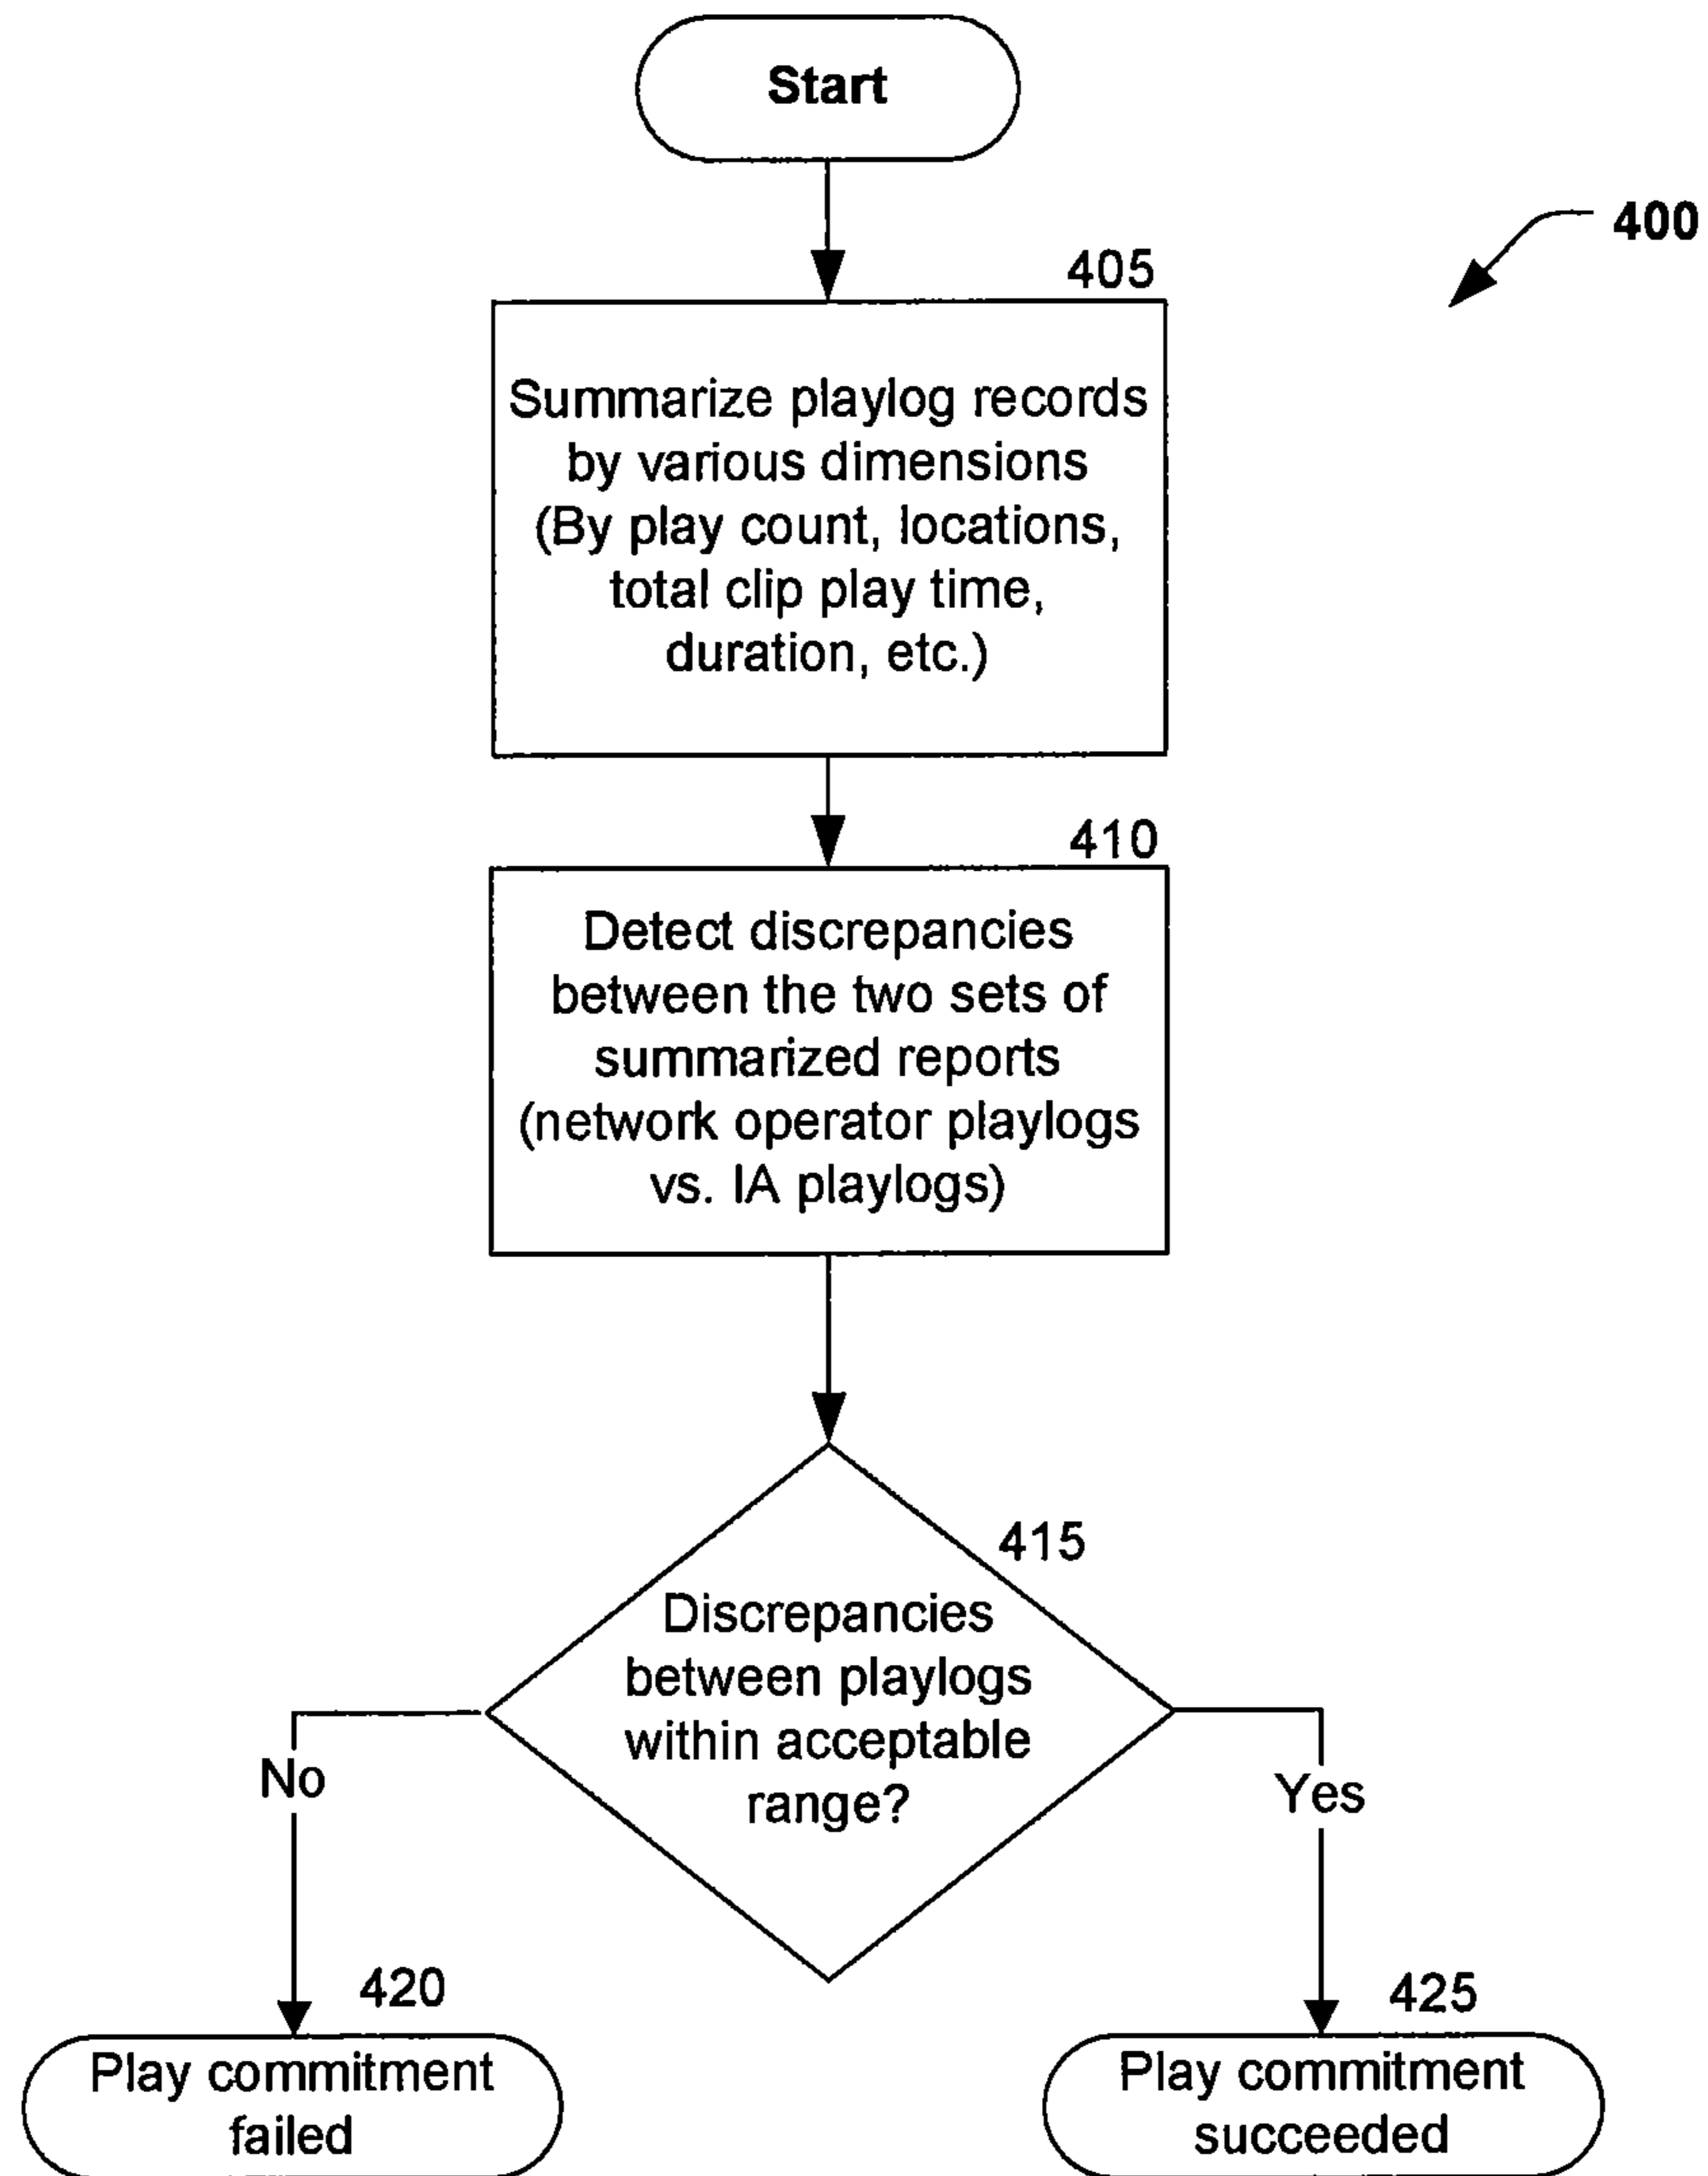 Start
400
405
Summarize playlog records
by various dimensions
(By play count, locations,
total clip play time,
duration, etc.)
410
Detect discrepancies
between the two sets of
summarized reports
(network operator playlogs
vs. IA playlogs)
415
Discrepancies
between playlogs
within acceptable
range?
No
Yes
420
Play commitment
failed
425
Play commitment
succeeded